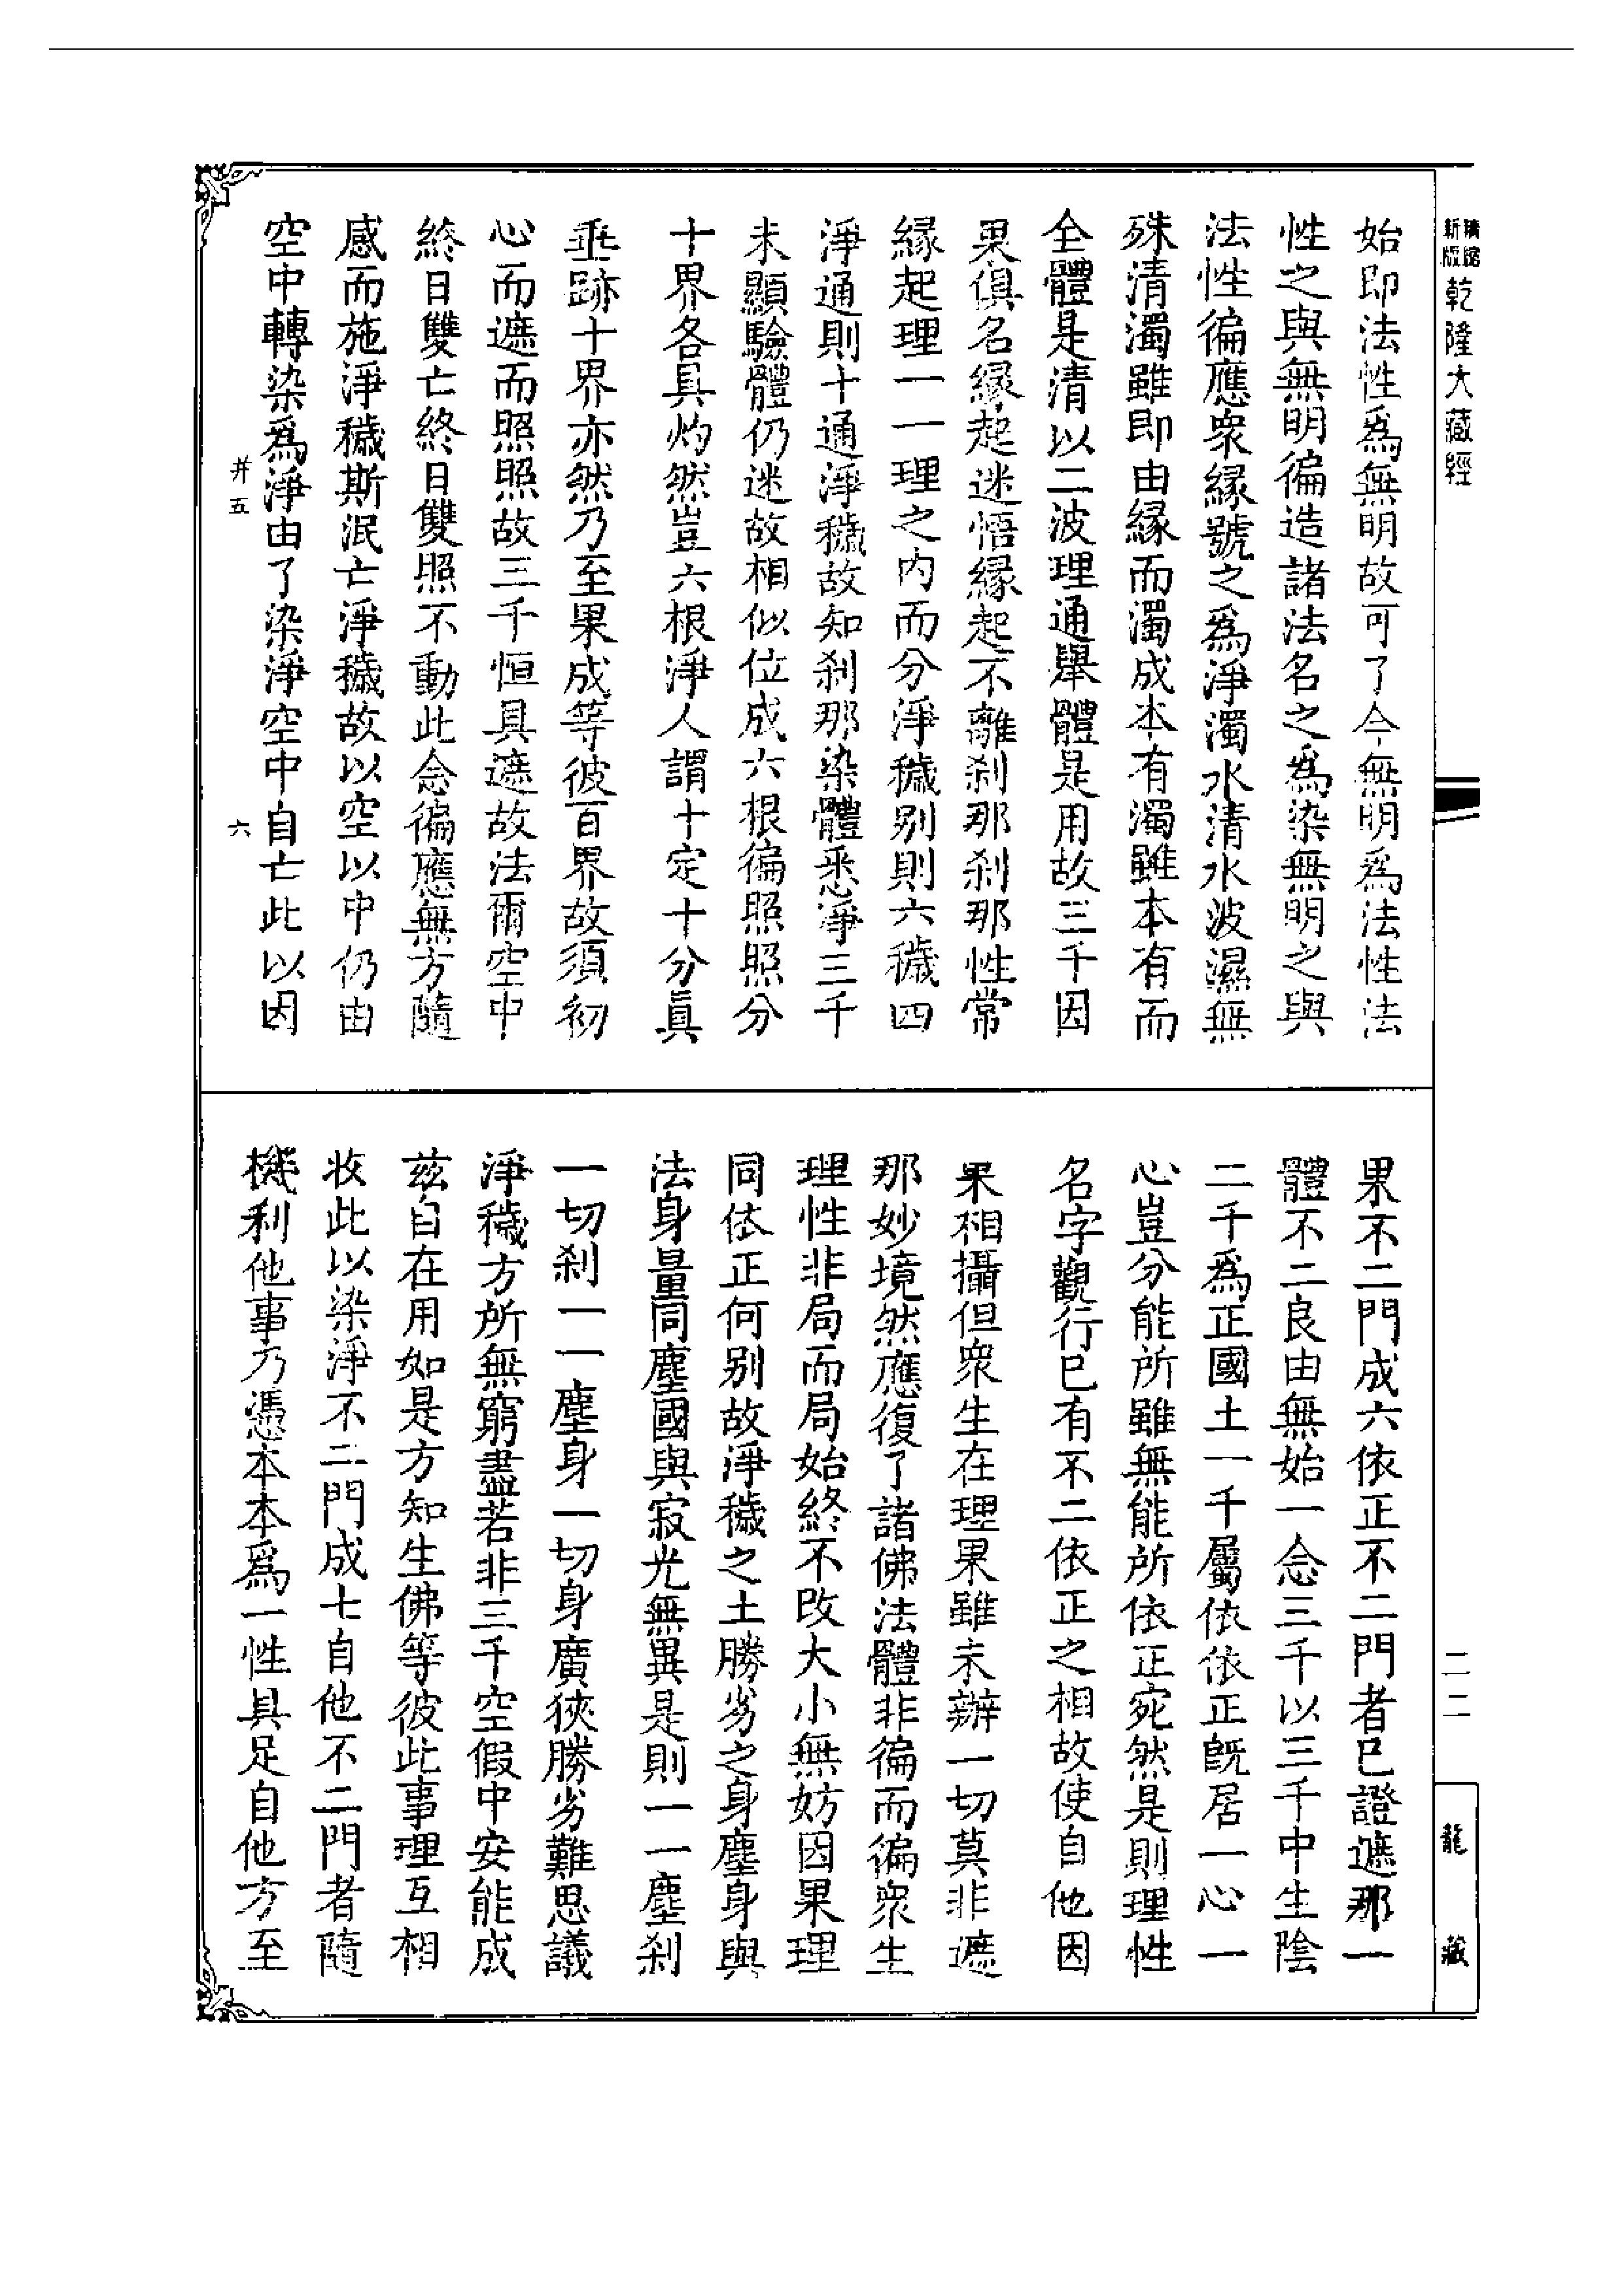 精縮新版乾隆大藏經
始即法性為無明故可了今無明為法性法
性之與無明徧造諸法名之為染無明之與
法性徧應衆緣號之為淨濁水清水波濕無
殊清濁雖即由緣而濁成本有濁雖本有而
全體是清以二波理通舉體是用故三千因
果俱名緣起迷悟緣起不離刹那刹那性常
緣起理一一理之內而分淨穢别則六穢四
淨通則十通淨穢故知刹那染體悉淨三千
未顯驗體仍迷故相似位成六根徧照照分
十界各具灼然豈六根淨人謂十定十分真
垂跡十界亦然乃至果成等彼百界故須初
心而遮而照照故三千恒具遮故法爾空中
終日雙亡終日雙照不動此念徧應無方隨
感而施淨穢斯泯亡淨穢故以空以中仍由
空中轉染為淨由了染淨空中自亡此以因
井五
六
果不二門成六依正不二門者已證遮那一
體不二良由無始一念三千以三千中生陰
二千為正國土一千屬依依正既居一心一
心豈分能所雖無能所依正宛然是則理性
名字觀行已有不二依正之相故使自他因
果相攝但衆生在理果雖未辦一切莫非遮
那妙境然應復了諸佛法體非徧而徧衆生
理性非局而局始終不改大小無妨因果理
同依正何别故淨穢之土勝劣之身塵身與
法身量同塵國與寂光無異是則一一塵刹
一切刹一一塵身一切身廣狹勝劣難思議
淨穢方所無窮盡若非三千空假中安能成
茲自在用如是方知生佛等彼此事理互相
收此以染淨不二門成七自他不二門者隨
機利他事乃憑本本為一性具足自他方至
二二
龍藏